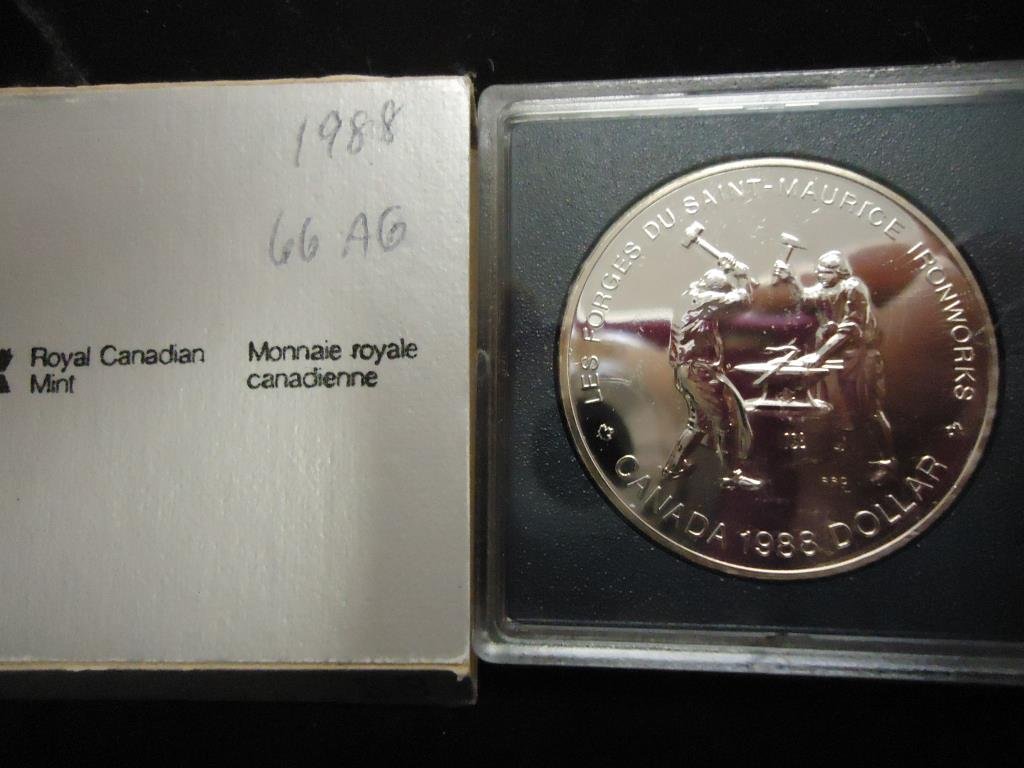 1988
66 AG
Royal Canadian Mint
Monnaie royale canadienne
LES FORGES DU SAINT-MAURICE IRONWORKS
CANADA 1988 DOLLAR